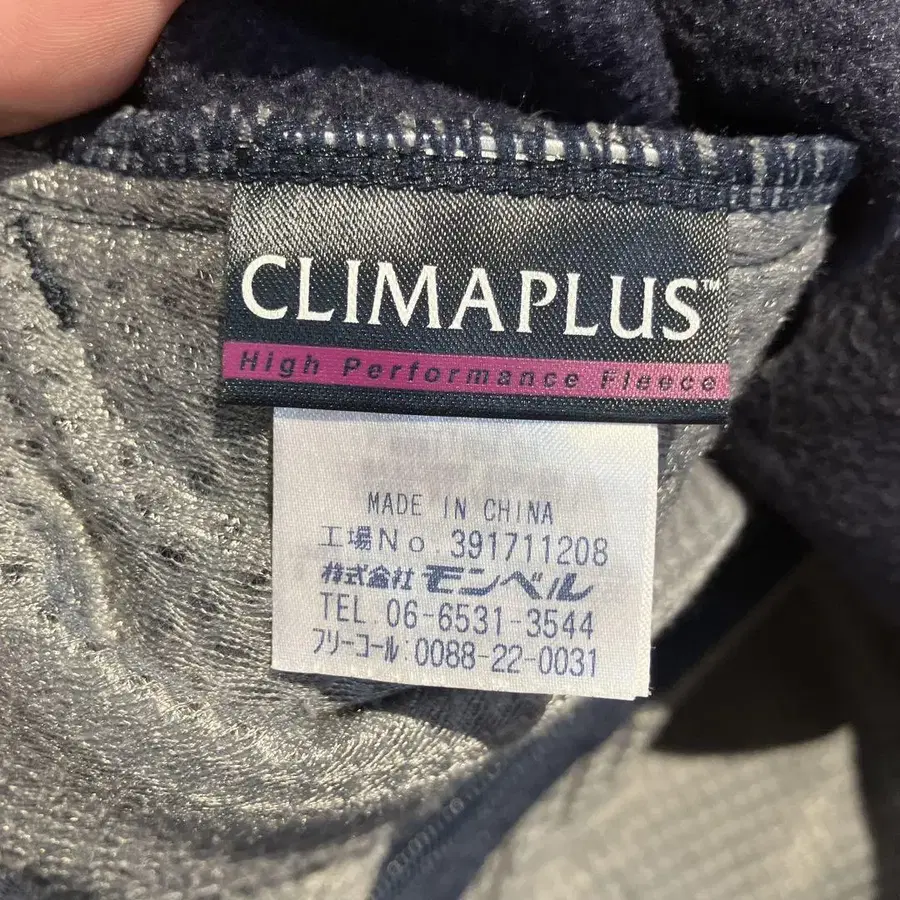 CLIMAPLUS™
High Performance Fleece
MADE IN CHINA
工場No.391711208
株式会社 モンベル
TEL.06-6531-3544
フリーコール:0088-22-0031